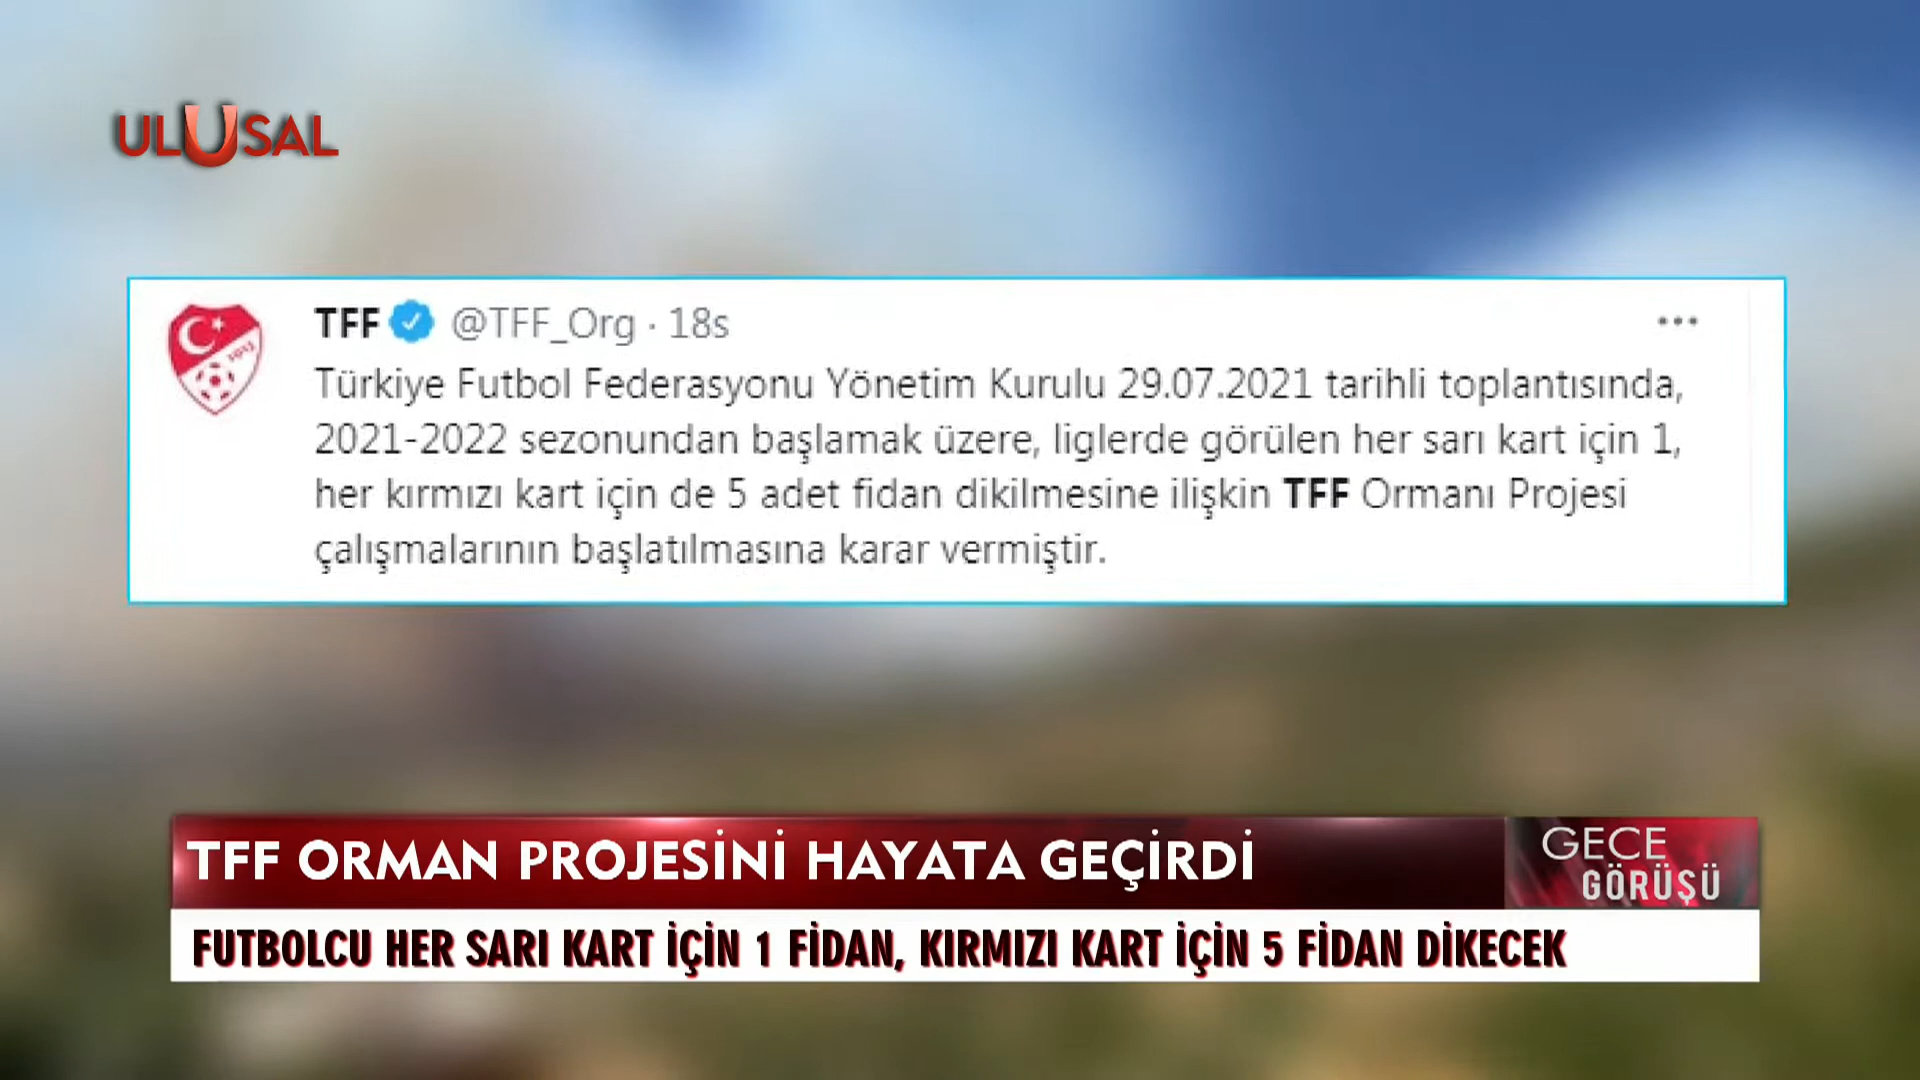 ULUSAL
TFF @TFF_Org · 18s
Türkiye Futbol Federasyonu Yönetim Kurulu 29.07.2021 tarihli toplantısında,
2021-2022 sezonundan başlamak üzere, liglerde görülen her sarı kart için 1,
her kırmızı kart için de 5 adet fidan dikilmesine ilişkin TFF Ormanı Projesi
çalışmalarının başlatılmasına karar vermiştir.
TFF ORMAN PROJESİNİ HAYATA GEÇİRDİ
GECE
GÖRÜŞÜ
FUTBOLCU HER SARI KART İÇİN 1 FİDAN, KIRMIZI KART İÇİN 5 FİDAN DİKECEK